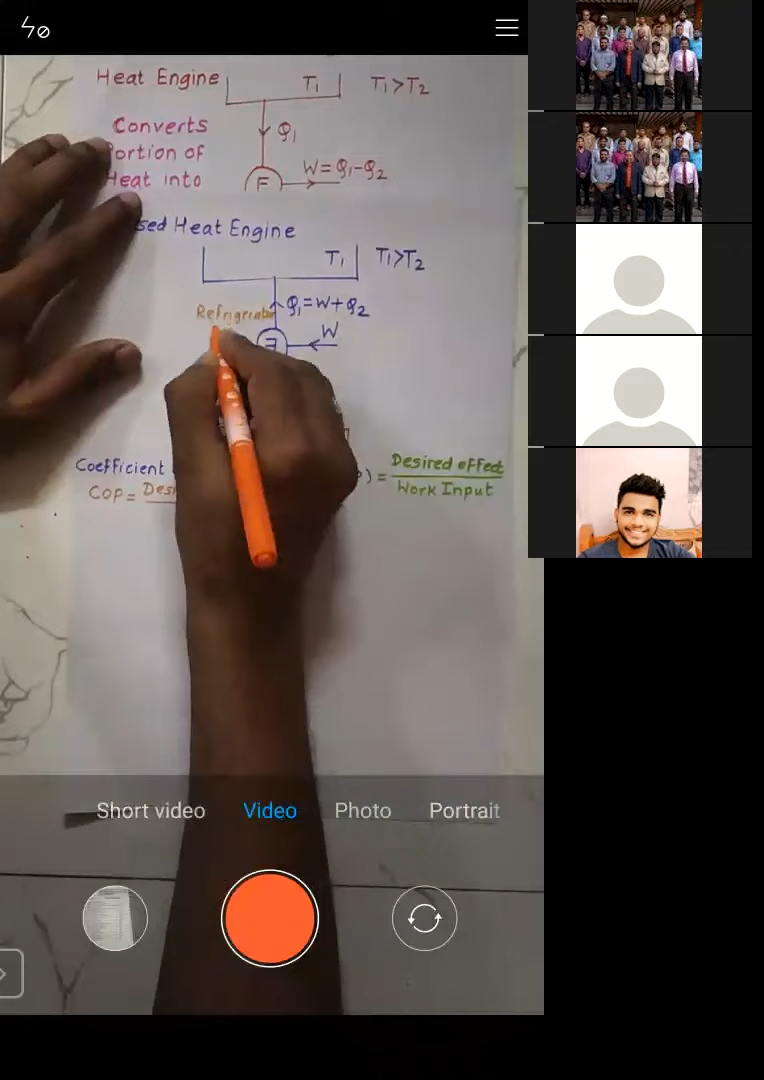 Heat Engine
T1
T1>T2
Converts
Q1
Portion of
W=Q1-Q2
Heat into
E
Heat Engine
T1
T1>T2
Refrigerator
Q1=W+Q2
W
Coefficient
) = Desired effect
COP =
Work Input
Short video
Video
Photo
Portrait